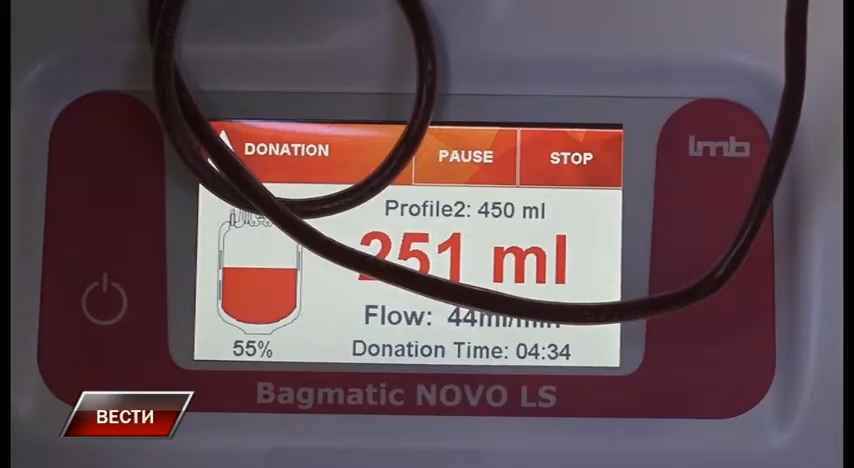 DONATION
PAUSE
STOP
lmb
Profile2: 450 ml
251 ml
Flow: 44ml/min
55%
Donation Time: 04:34
Bagmatic NOVO LS
ВЕСТИ